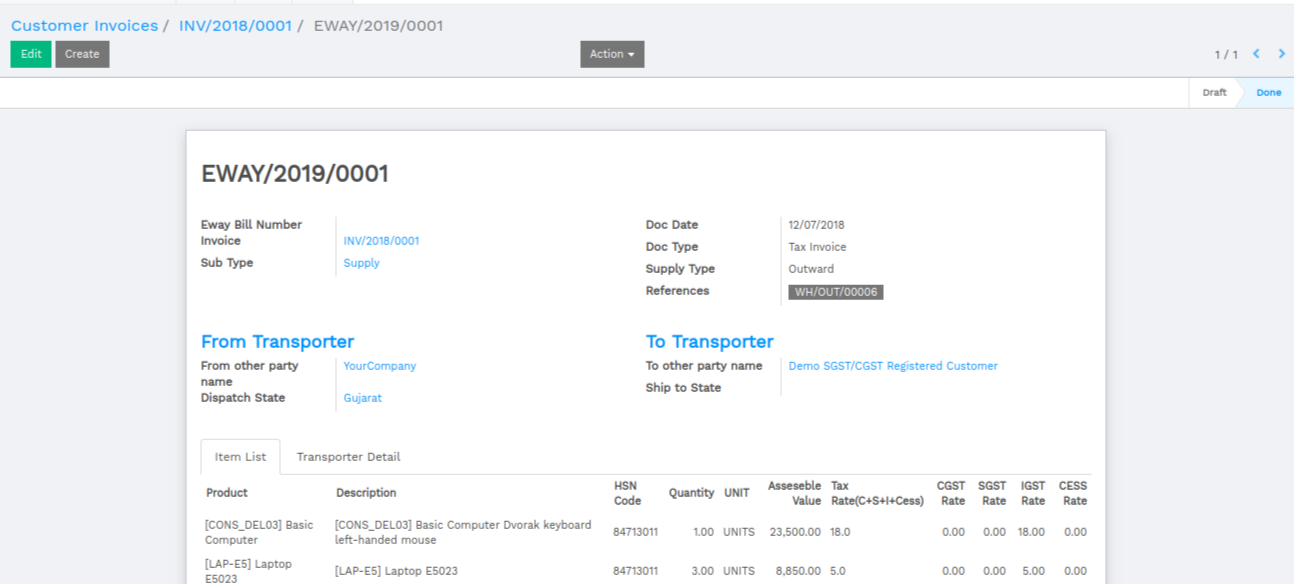 Customer Invoices / INV/2018/0001 / EWAY/2019/0001
Edit Create Action 1 / 1
Draft Done
EWAY/2019/0001
Eway Bill Number
Invoice INV/2018/0001
Sub Type Supply
Doc Date 12/07/2018
Doc Type Tax Invoice
Supply Type Outward
References WH/OUT/00006
From Transporter
From other party name YourCompany
Dispatch State Gujarat
To Transporter
To other party name Demo SGST/CGST Registered Customer
Ship to State
Item List Transporter Detail
Product Description HSN Code Quantity UNIT Asseseble Value Tax Rate(C+S+I+Cess) CGST Rate SGST Rate IGST Rate CESS Rate
[CONS_DEL03] Basic Computer [CONS_DEL03] Basic Computer Dvorak keyboard left-handed mouse 84713011 1.00 UNITS 23,500.00 18.0 0.00 0.00 18.00 0.00
[LAP-E5] Laptop E5023 [LAP-E5] Laptop E5023 84713011 3.00 UNITS 8,850.00 5.0 0.00 0.00 5.00 0.00